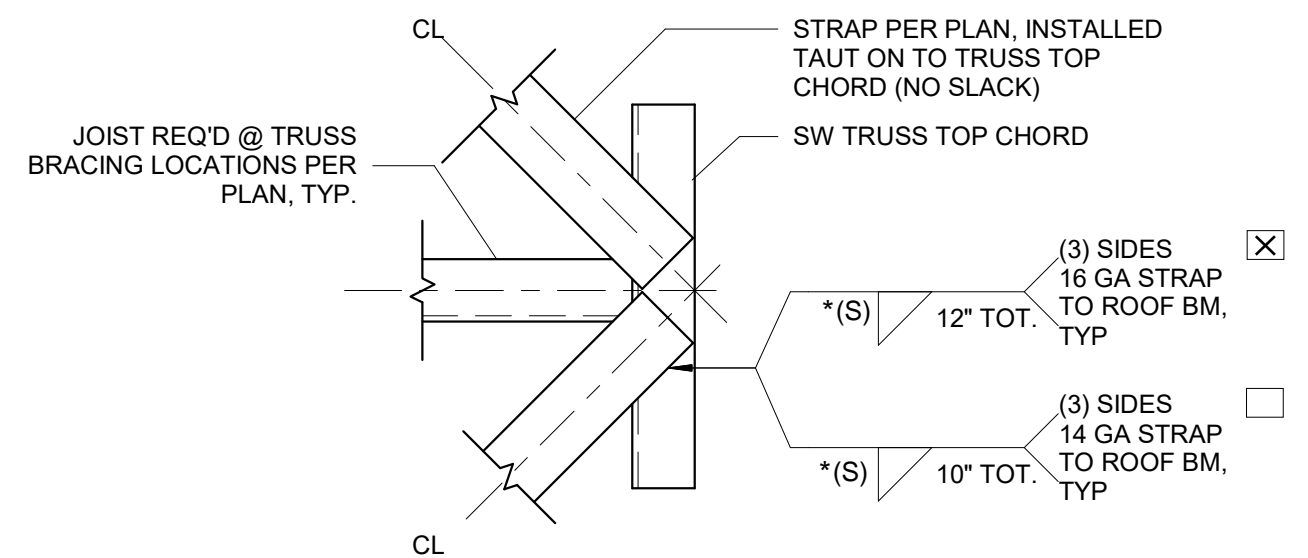 CL
STRAP PER PLAN, INSTALLED
TAUT ON TO TRUSS TOP
CHORD (NO SLACK)
JOIST REQ'D @ TRUSS
BRACING LOCATIONS PER
PLAN, TYP.
SW TRUSS TOP CHORD
*(S)
12" TOT.
(3) SIDES
16 GA STRAP
TO ROOF BM,
TYP
*(S)
10" TOT.
(3) SIDES
14 GA STRAP
TO ROOF BM,
TYP
CL